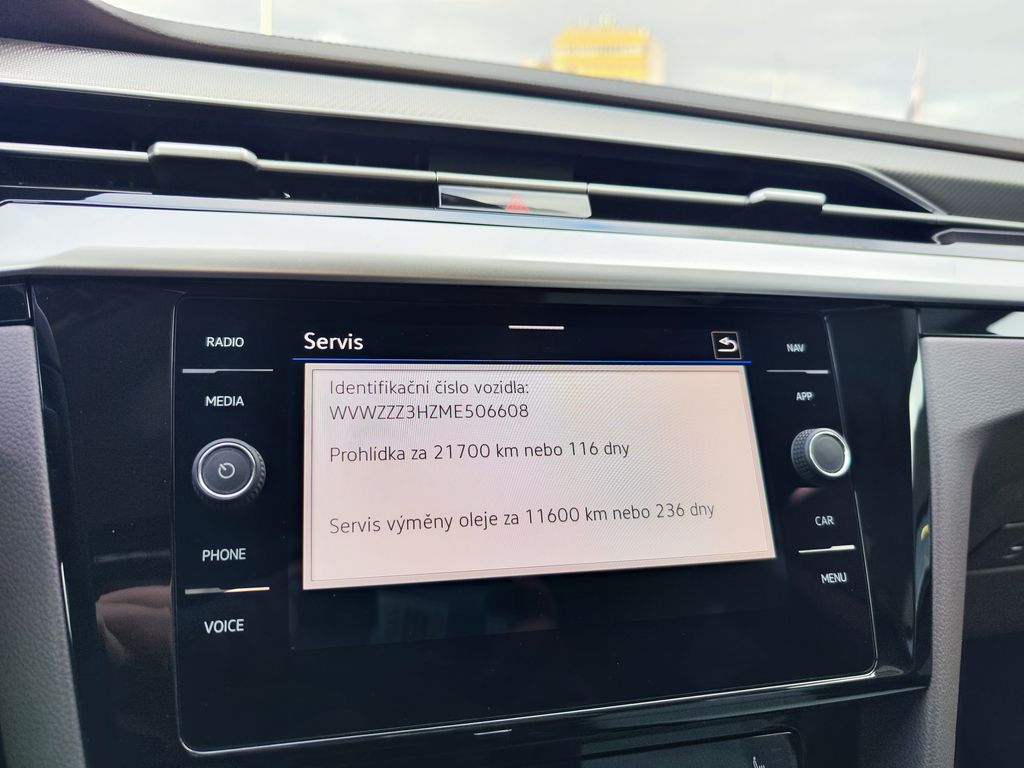 RADIO
MEDIA
PHONE
VOICE
Servis
Identifikační číslo vozidla:
WVWZZZ3HZME506608
Prohlídka za 21700 km nebo 116 dny
Servis výměny oleje za 11600 km nebo 236 dny
NAV
APP
CAR
MENU